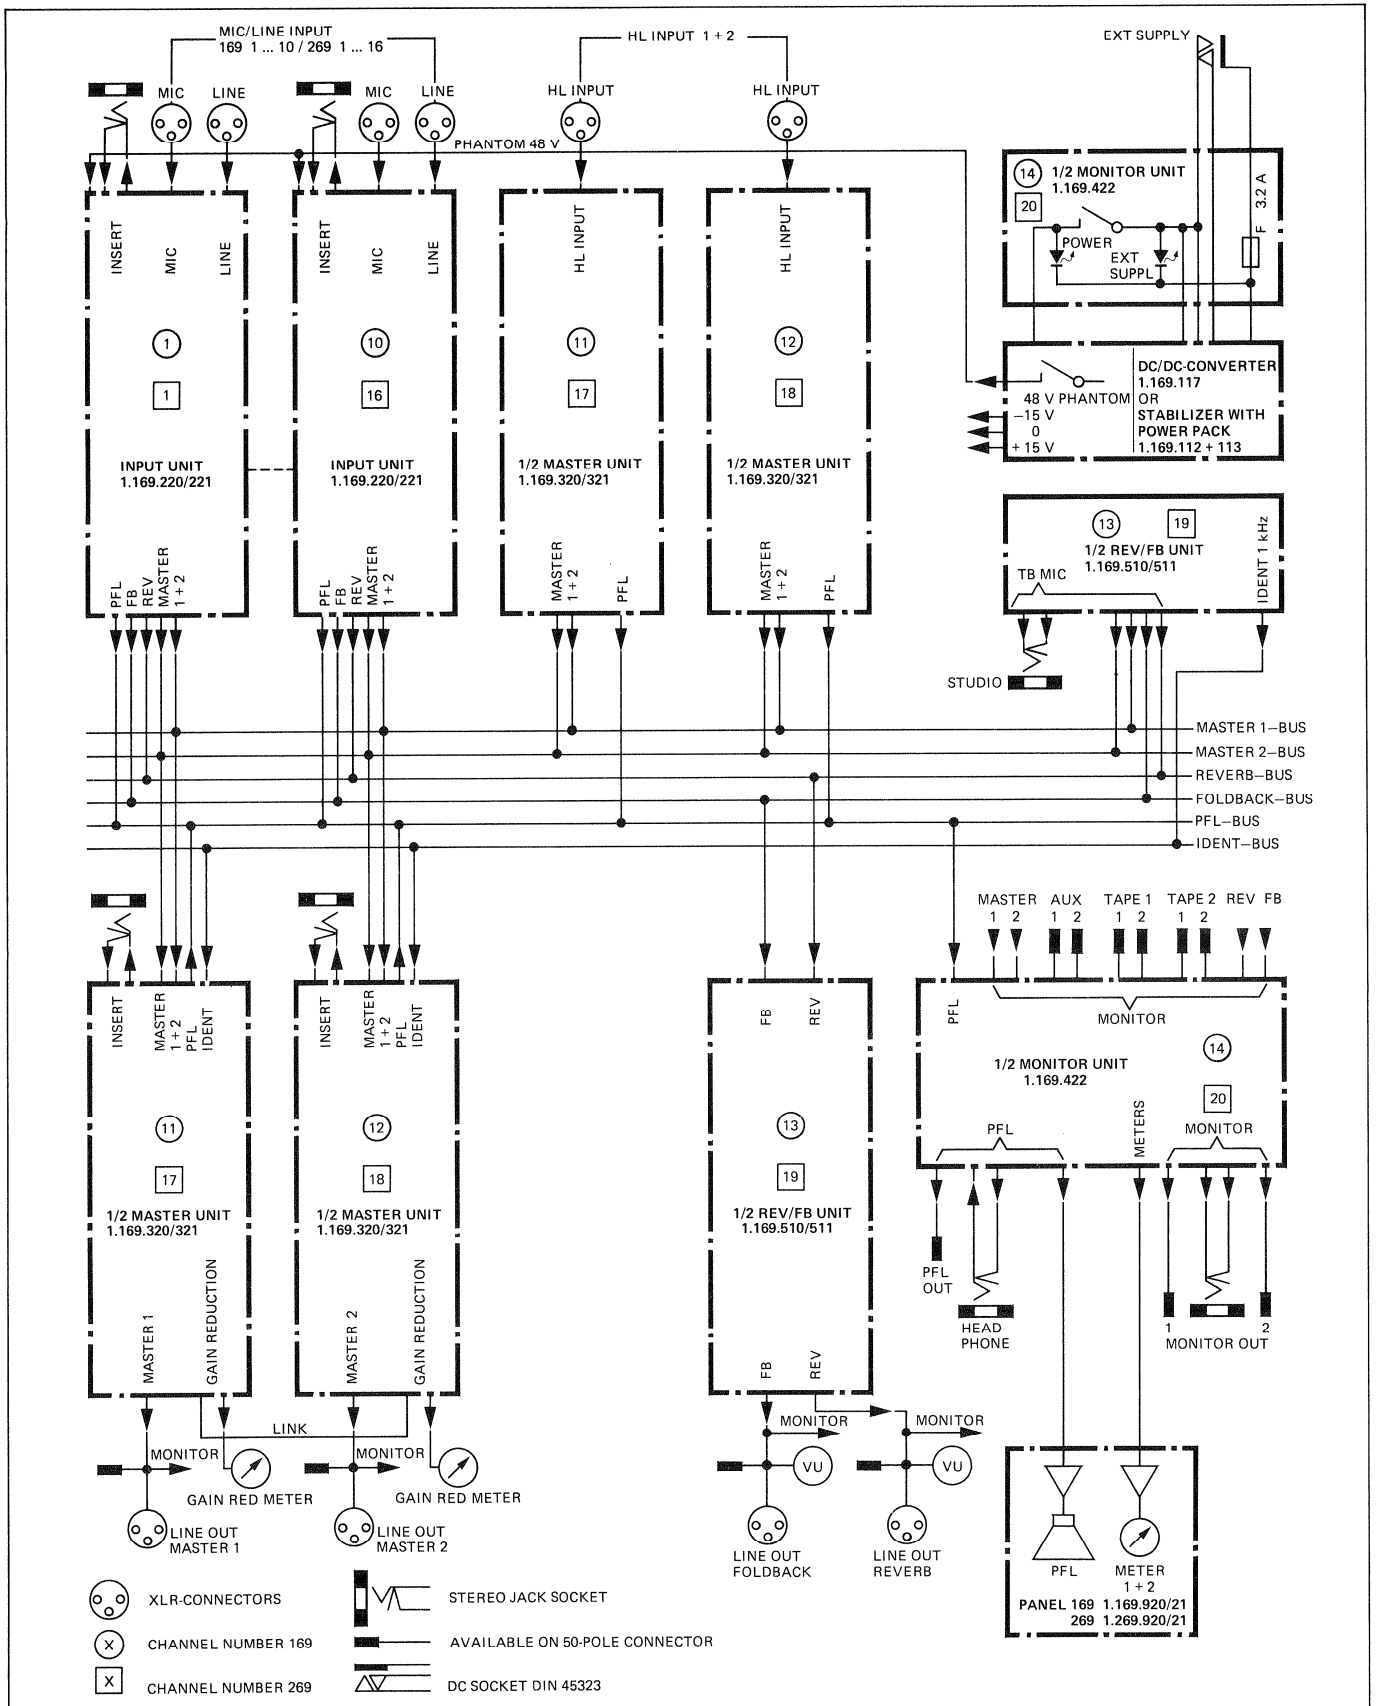 MIC/LINE INPUT
169 1 ... 10 / 269 1 ... 16
HL INPUT 1 + 2
EXT SUPPLY
MIC LINE
MIC LINE
HL INPUT
HL INPUT
PHANTOM 48 V
INSERT
MIC
LINE
1
1
INPUT UNIT
1.169.220/221
PFL
FB
REV
MASTER
1 + 2
INSERT
MIC
LINE
10
16
INPUT UNIT
1.169.220/221
PFL
FB
REV
MASTER
1 + 2
HL INPUT
11
17
1/2 MASTER UNIT
1.169.320/321
MASTER
1 + 2
PFL
HL INPUT
12
18
1/2 MASTER UNIT
1.169.320/321
MASTER
1 + 2
PFL
14
20
1/2 MONITOR UNIT
1.169.422
POWER
EXT
SUPPL
F 3.2 A
48 V PHANTOM
−15 V
0
+ 15 V
DC/DC-CONVERTER
1.169.117
OR
STABILIZER WITH
POWER PACK
1.169.112 + 113
13
19
1/2 REV/FB UNIT
1.169.510/511
TB MIC
IDENT 1 kHz
STUDIO
MASTER 1–BUS
MASTER 2–BUS
REVERB–BUS
FOLDBACK–BUS
PFL–BUS
IDENT–BUS
INSERT
MASTER
1 + 2
PFL
IDENT
11
17
1/2 MASTER UNIT
1.169.320/321
MASTER 1
GAIN REDUCTION
INSERT
MASTER
1 + 2
PFL
IDENT
12
18
1/2 MASTER UNIT
1.169.320/321
MASTER 2
GAIN REDUCTION
LINK
MONITOR
GAIN RED METER
LINE OUT
MASTER 1
MONITOR
GAIN RED METER
LINE OUT
MASTER 2
FB
REV
13
19
1/2 REV/FB UNIT
1.169.510/511
FB
REV
MONITOR
VU
LINE OUT
FOLDBACK
MONITOR
VU
LINE OUT
REVERB
MASTER AUX TAPE 1 TAPE 2 REV FB
1 2 1 2 1 2 1 2
PFL
MONITOR
1/2 MONITOR UNIT
1.169.422
14
20
PFL
METERS
MONITOR
PFL
OUT
HEAD
PHONE
1 2
MONITOR OUT
PFL
METER
1 + 2
PANEL 169 1.169.920/21
269 1.269.920/21
XLR-CONNECTORS
X CHANNEL NUMBER 169
X CHANNEL NUMBER 269
STEREO JACK SOCKET
AVAILABLE ON 50-POLE CONNECTOR
DC SOCKET DIN 45323